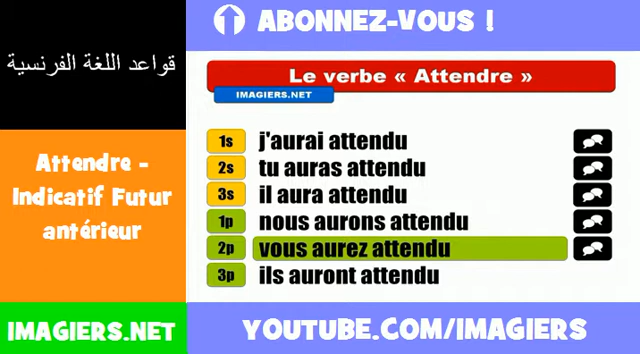 قواعد اللغة الفرنسية
Attendre -
Indicatif Futur
antérieur
IMAGIERS.NET
ABONNEZ-VOUS !
Le verbe « Attendre »
IMAGIERS.NET
1s j'aurai attendu
2s tu auras attendu
3s il aura attendu
1p nous aurons attendu
2p vous aurez attendu
3p ils auront attendu
YOUTUBE.COM/IMAGIERS